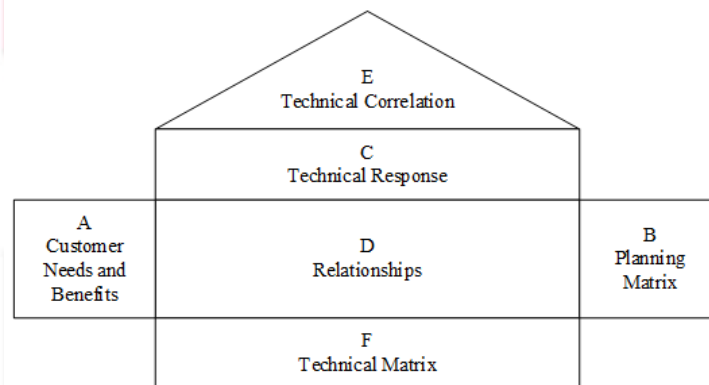 E
Technical Correlation
C
Technical Response
A
Customer
Needs and
Benefits
D
Relationships
B
Planning
Matrix
F
Technical Matrix